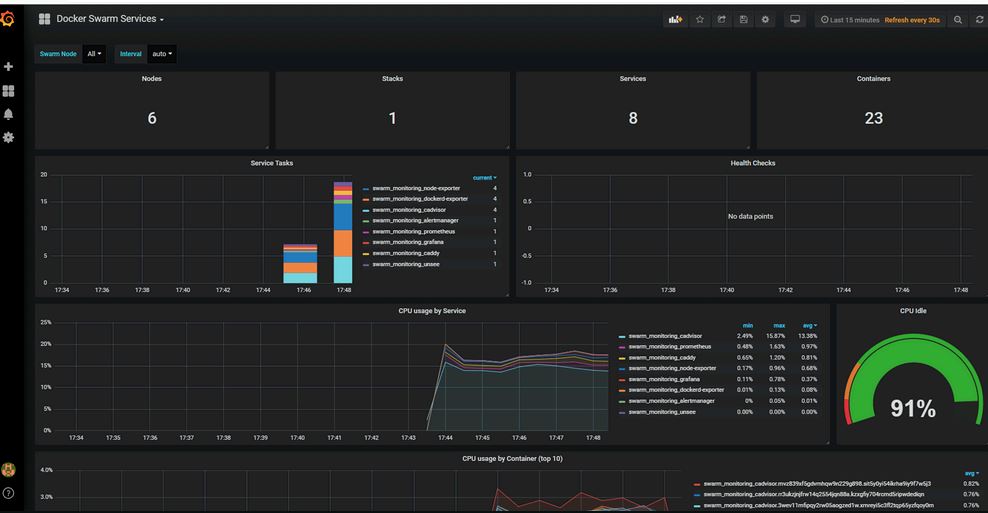 Docker Swarm Services
Last 15 minutes Refresh every 30s
Swarm Node All Interval auto
Nodes
6
Stacks
1
Services
8
Containers
23
Service Tasks
20
15
10
5
0
17:34 17:36 17:38 17:40 17:42 17:44 17:46 17:48
current
swarm_monitoring_node-exporter 4
swarm_monitoring_dockerd-exporter 4
swarm_monitoring_cadvisor 4
swarm_monitoring_alertmanager 1
swarm_monitoring_prometheus 1
swarm_monitoring_grafana 1
swarm_monitoring_caddy 1
swarm_monitoring_unsee 1
Health Checks
1.0
0.5
0
-0.5
-1.0
No data points
17:34 17:36 17:38 17:40 17:42 17:44 17:46 17:48
CPU usage by Service
25%
20%
15%
10%
5%
0%
17:34 17:35 17:36 17:37 17:38 17:39 17:40 17:41 17:42 17:43 17:44 17:45 17:46 17:47 17:48
min max avg
swarm_monitoring_cadvisor 2.49% 15.87% 13.38%
swarm_monitoring_prometheus 0.48% 1.63% 0.97%
swarm_monitoring_caddy 0.65% 1.20% 0.81%
swarm_monitoring_node-exporter 0.17% 0.96% 0.68%
swarm_monitoring_grafana 0.11% 0.78% 0.37%
swarm_monitoring_dockerd-exporter 0.01% 0.13% 0.08%
swarm_monitoring_alertmanager 0% 0.05% 0.01%
swarm_monitoring_unsee 0.00% 0.00% 0.00%
CPU Idle
91%
CPU usage by Container (top 10)
4.0%
3.0%
avg
0.82%
0.76%
0.76%